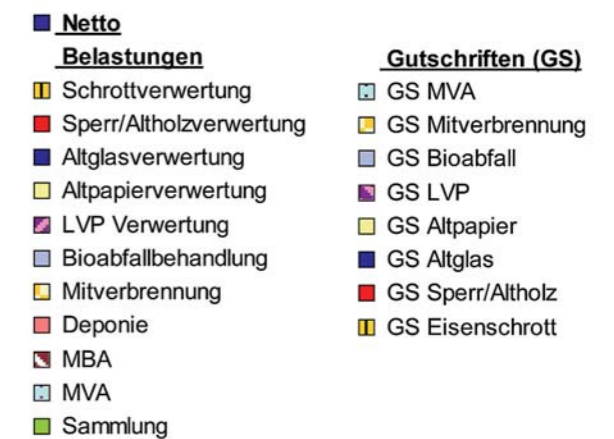 Netto
Belastungen
Schrottverwertung
Sperr/Altholzverwertung
Altglasverwertung
Altpapierverwertung
LVP Verwertung
Bioabfallbehandlung
Mitverbrennung
Deponie
MBA
MVA
Sammlung
Gutschriften (GS)
GS MVA
GS Mitverbrennung
GS Bioabfall
GS LVP
GS Altpapier
GS Altglas
GS Sperr/Altholz
GS Eisenschrott